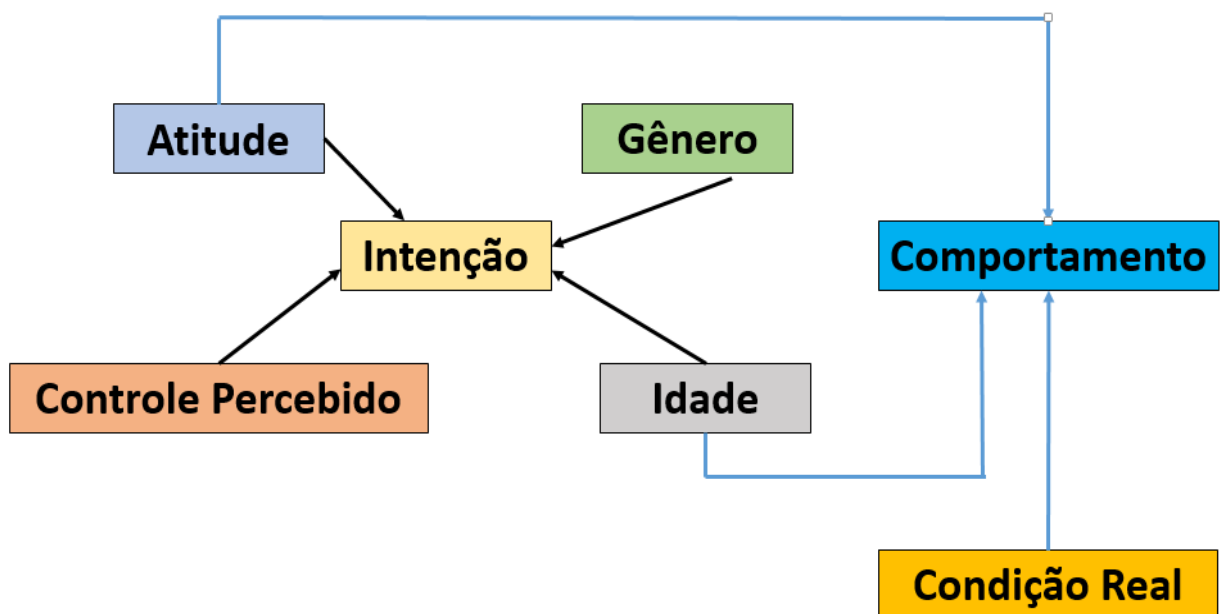 Atitude
Gênero
Intenção
Comportamento
Controle Percebido
Idade
Condição Real